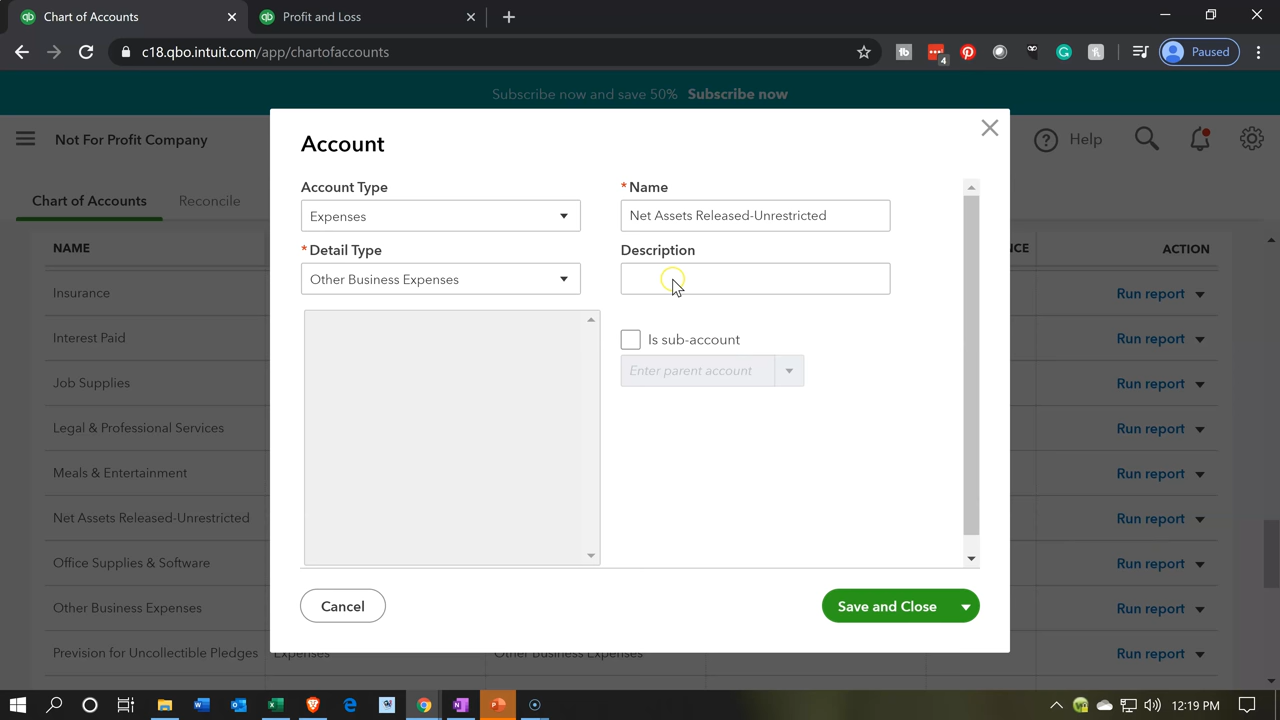 Chart of Accounts
Profit and Loss
c18.qbo.intuit.com/app/chartofaccounts
4
Paused
Subscribe now and save 50% Subscribe now
Not For Profit Company
Help
Chart of Accounts
Reconcile
Account
Account Type
Expenses
*Name
Net Assets Released-Unrestricted
*Detail Type
Other Business Expenses
Description
Is sub-account
Enter parent account
Cancel
Save and Close
NAME
NCE
ACTION
Insurance
Run report
Interest Paid
Run report
Job Supplies
Run report
Legal & Professional Services
Run report
Meals & Entertainment
Run report
Net Assets Released-Unrestricted
Run report
Office Supplies & Software
Run report
Other Business Expenses
Run report
Prevision for Uncollectible Pledges
Expenses
Other Business Expenses
Run report
12:19 PM